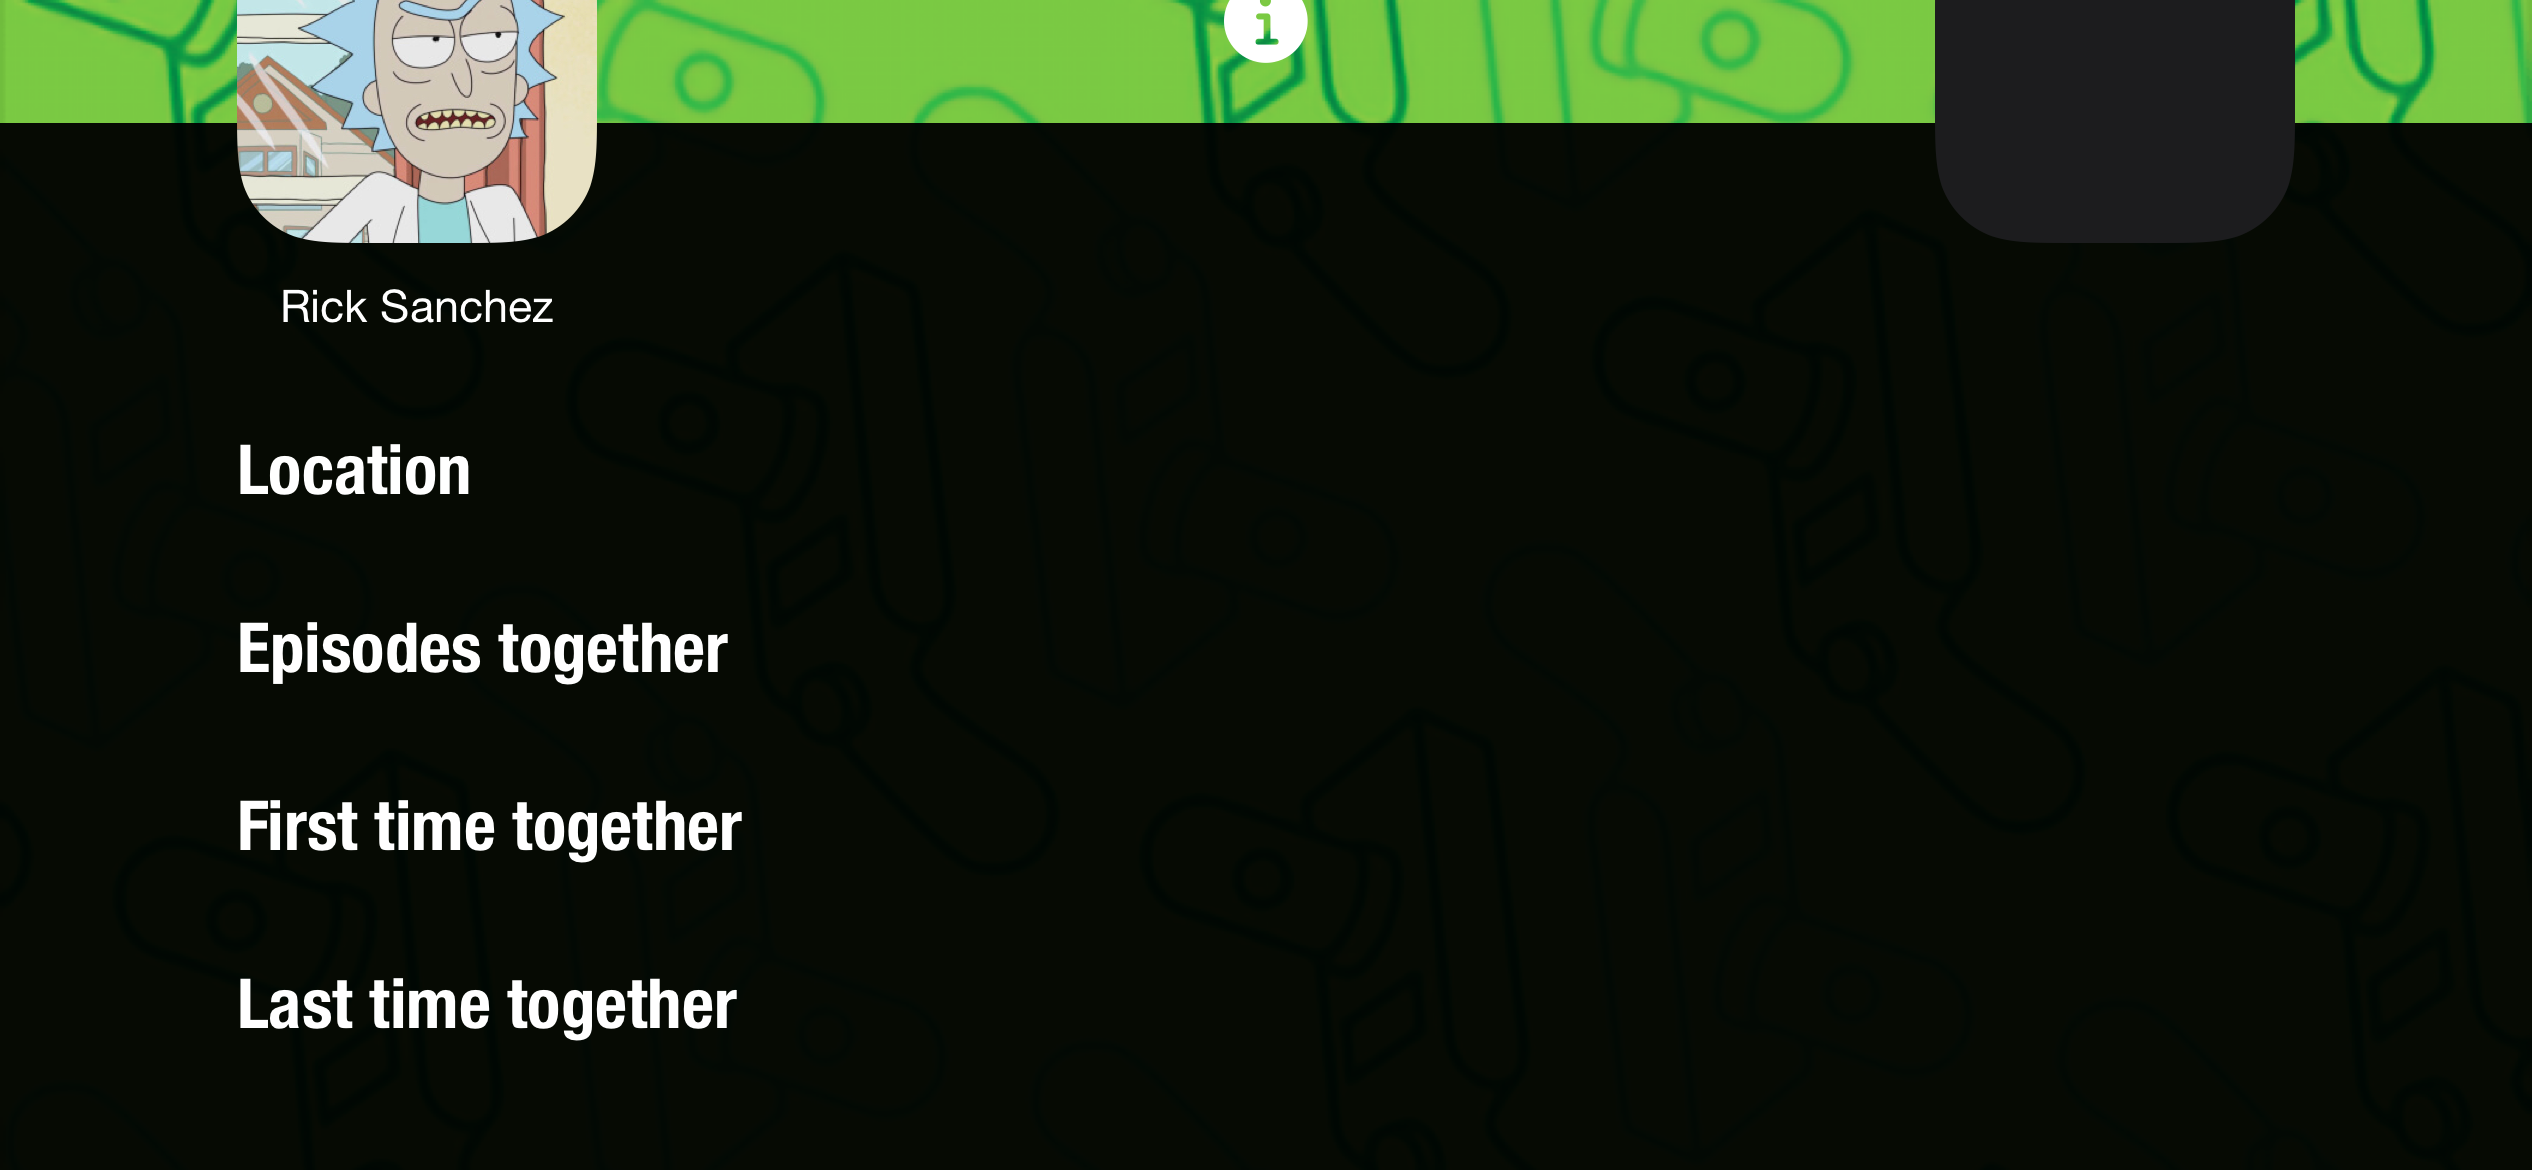 i
Rick Sanchez
Location
Episodes together
First time together
Last time together